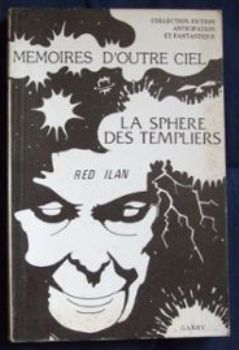 COLLECTION FICTION
ANTICIPATION
ET FANTASTIQUE
MEMOIRES D'OUTRE CIEL
LA SPHERE
DES TEMPLIERS
RED ILAN
GARRY